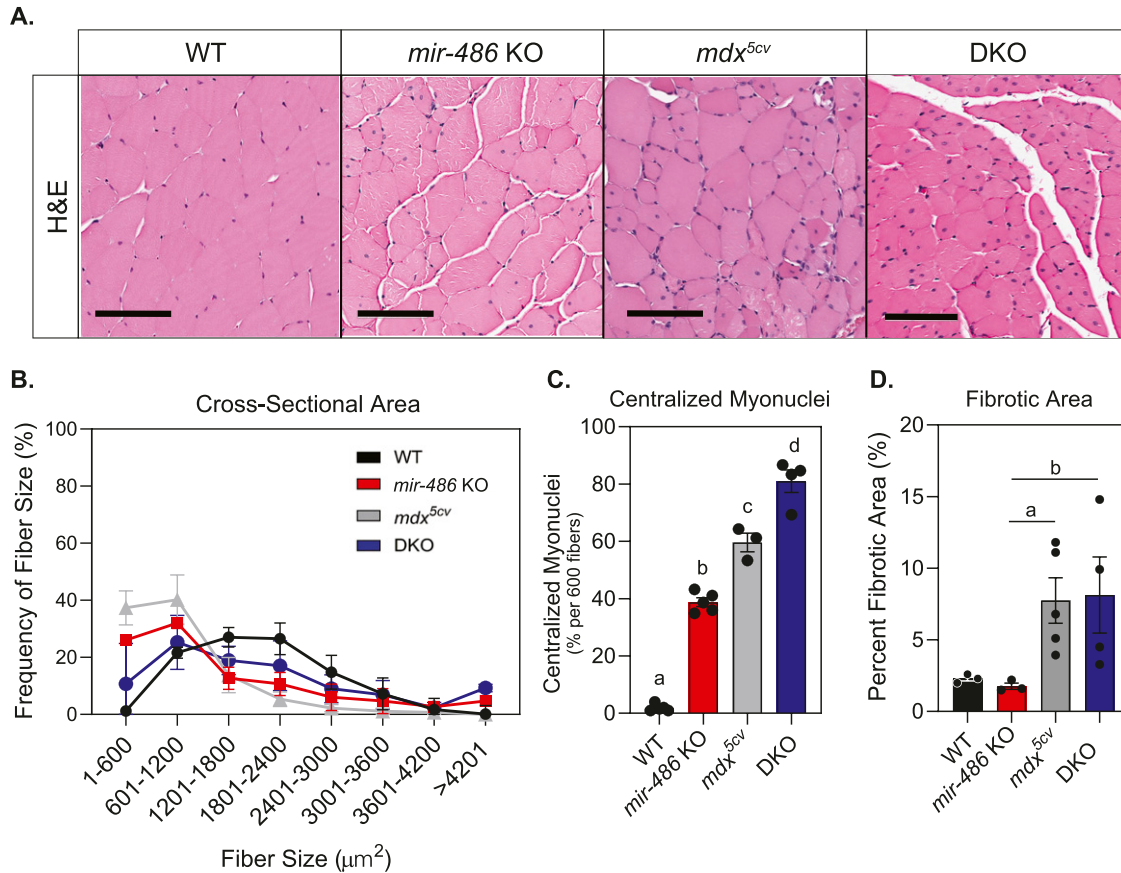 A.
WT
mir-486 KO
mdx5cv
DKO
H&E
B.
Cross-Sectional Area
Frequency of Fiber Size (%)
100
80
60
40
20
0
WT
mir-486 KO
mdx5cv
DKO
1-600
601-1200
1201-1800
1801-2400
2401-3000
3001-3600
3601-4200
>4201
Fiber Size (μm2)
C.
Centralized Myonuclei
Centralized Myonuclei
(% per 600 fibers)
80
60
40
20
0
a
b
c
d
WT
mir-486 KO
mdx5cv
DKO
D.
Fibrotic Area
Percent Fibrotic Area (%)
20
15
10
5
0
b
a
WT
mir-486 KO
mdx5cv
DKO